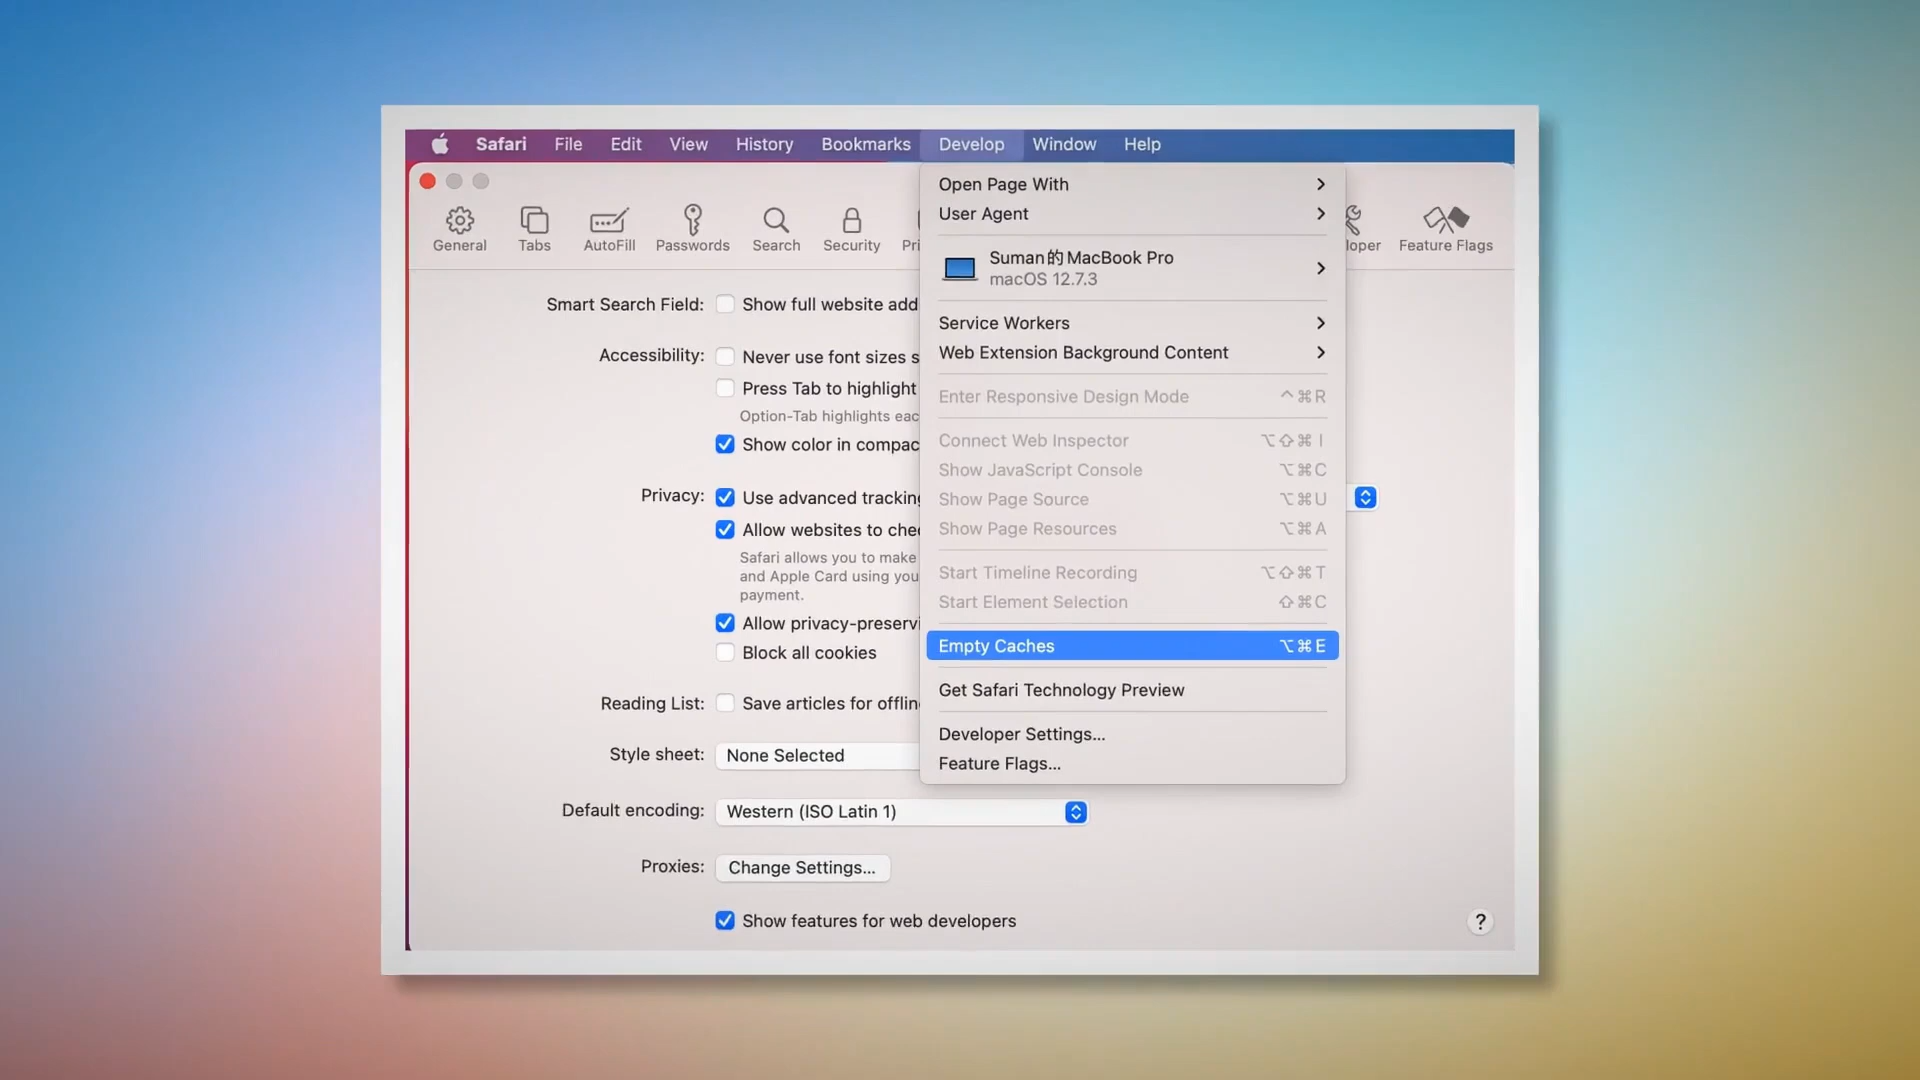 Safari File Edit View History Bookmarks Develop Window Help
General Tabs AutoFill Passwords Search Security Feature Flags
Open Page With
User Agent
Suman的MacBook Pro
macOS 12.7.3
Service Workers
Web Extension Background Content
Enter Responsive Design Mode ^⌘R
Connect Web Inspector ⌥⇧⌘I
Show JavaScript Console ⌥⌘C
Show Page Source ⌥⌘U
Show Page Resources ⌥⌘A
Start Timeline Recording ⌥⇧⌘T
Start Element Selection ⇧⌘C
Empty Caches ⌥⌘E
Get Safari Technology Preview
Developer Settings...
Feature Flags...
Smart Search Field: Show full website add
Accessibility: Never use font sizes s
Press Tab to highlight
Option-Tab highlights eac
Show color in compac
Privacy: Use advanced tracking
Allow websites to che
Safari allows you to make
and Apple Card using you
payment.
Allow privacy-preservi
Block all cookies
Reading List: Save articles for offlin
Style sheet: None Selected
Default encoding: Western (ISO Latin 1)
Proxies: Change Settings...
Show features for web developers
?